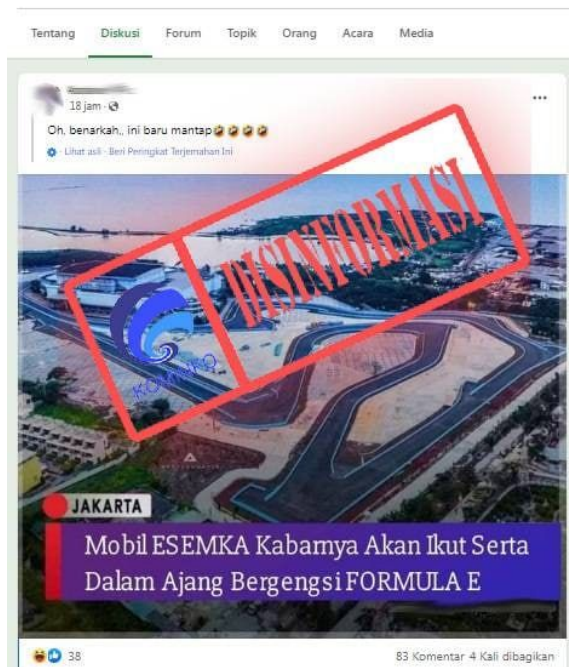 Tentang Diskusi Forum Topik Orang Acara Media
18 jam ·
Oh, benarkah,, ini baru mantap🤣🤣🤣🤣
· Lihat asli · Beri Peringkat Terjemahan Ini
DISINFORMASI
KOMINFO
JAKARTA
Mobil ESEMKA Kabarnya Akan Ikut Serta
Dalam Ajang Bergengsi FORMULA E
38 83 Komentar 4 Kali dibagikan